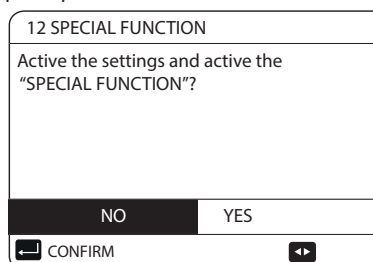 12 SPECIAL FUNCTION
Active the settings and active the
“SPECIAL FUNCTION”?
NO YES
CONFIRM